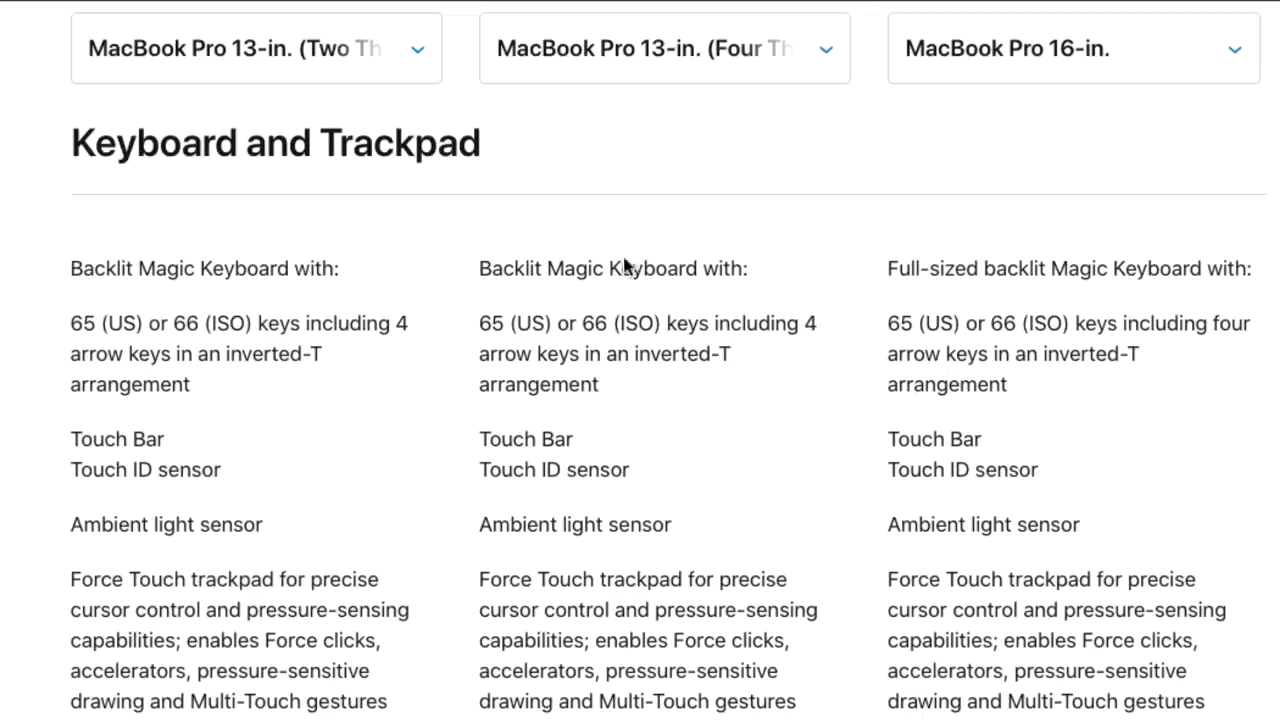 MacBook Pro 13-in. (Two Th
MacBook Pro 13-in. (Four Th
MacBook Pro 16-in.
Keyboard and Trackpad
Backlit Magic Keyboard with:
65 (US) or 66 (ISO) keys including 4
arrow keys in an inverted-T
arrangement
Touch Bar
Touch ID sensor
Ambient light sensor
Force Touch trackpad for precise
cursor control and pressure-sensing
capabilities; enables Force clicks,
accelerators, pressure-sensitive
drawing and Multi-Touch gestures
Backlit Magic Keyboard with:
65 (US) or 66 (ISO) keys including 4
arrow keys in an inverted-T
arrangement
Touch Bar
Touch ID sensor
Ambient light sensor
Force Touch trackpad for precise
cursor control and pressure-sensing
capabilities; enables Force clicks,
accelerators, pressure-sensitive
drawing and Multi-Touch gestures
Full-sized backlit Magic Keyboard with:
65 (US) or 66 (ISO) keys including four
arrow keys in an inverted-T
arrangement
Touch Bar
Touch ID sensor
Ambient light sensor
Force Touch trackpad for precise
cursor control and pressure-sensing
capabilities; enables Force clicks,
accelerators, pressure-sensitive
drawing and Multi-Touch gestures